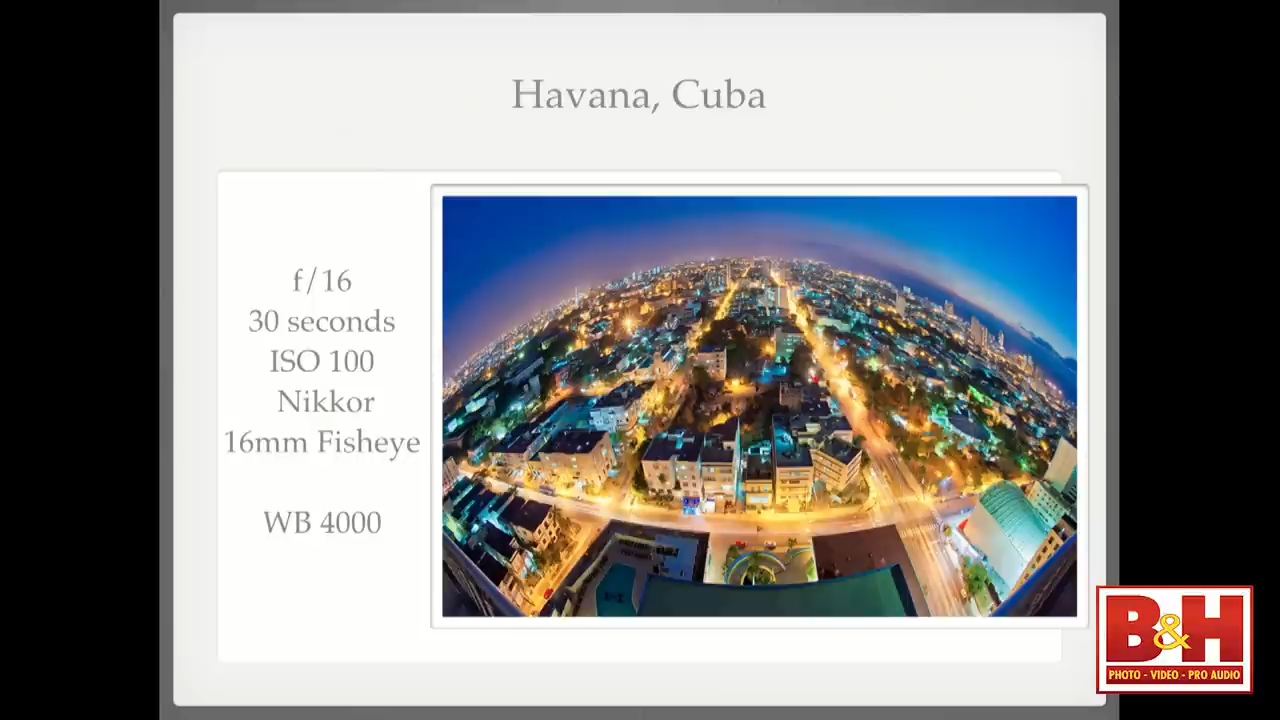 Havana, Cuba
f/16
30 seconds
ISO 100
Nikkor
16mm Fisheye
WB 4000
B&H
PHOTO - VIDEO - PRO AUDIO